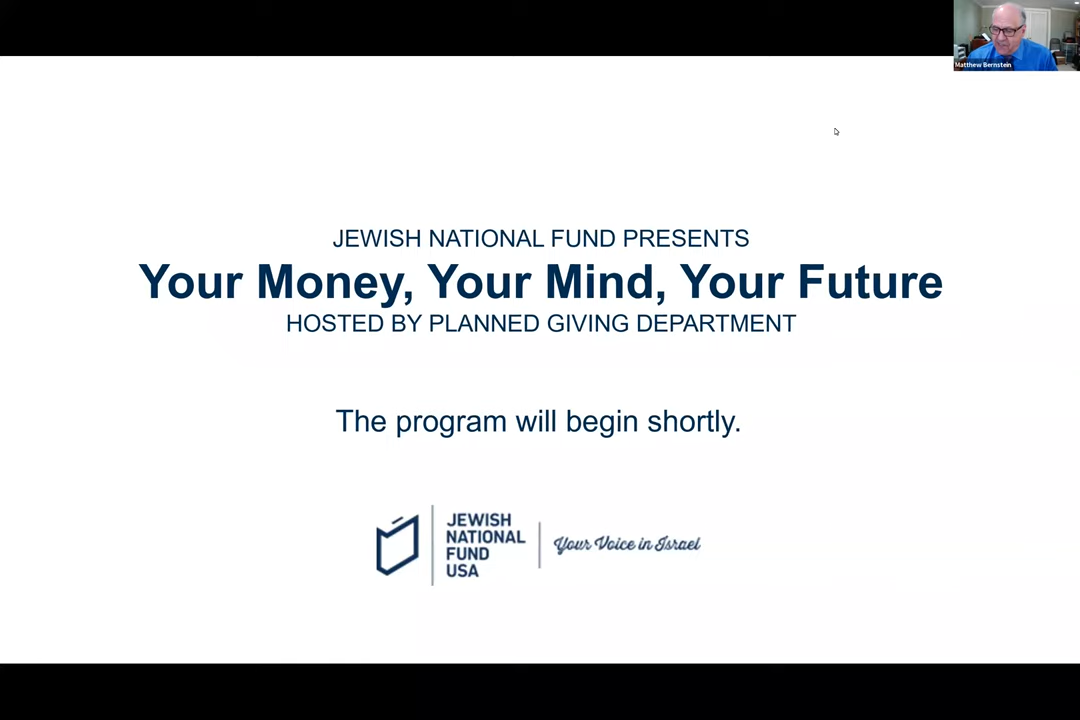 Matthew Bernstein
JEWISH NATIONAL FUND PRESENTS
Your Money, Your Mind, Your Future
HOSTED BY PLANNED GIVING DEPARTMENT
The program will begin shortly.
JEWISH
NATIONAL
FUND
USA
Your Voice in Israel